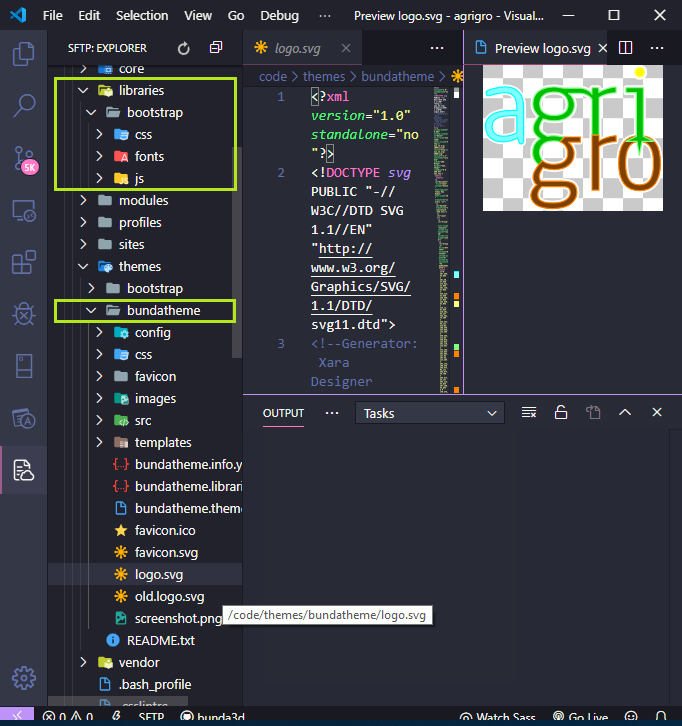 File Edit Selection View Go Debug ··· Preview logo.svg - agrigro - Visual...
SFTP: EXPLORER
core
libraries
bootstrap
css
fonts
js
modules
profiles
sites
themes
bootstrap
bundatheme
config
css
favicon
images
src
templates
bundatheme.info.y
bundatheme.librari
bundatheme.theme
favicon.ico
favicon.svg
logo.svg
old.logo.svg
screenshot.png
README.txt
vendor
.bash_profile
5K
logo.svg
code > themes > bundatheme >
1 <?xml
version="1.0"
standalone="no
"?>
2 <!DOCTYPE svg
PUBLIC "-//
W3C//DTD SVG
1.1//EN"
"http://
www.w3.org/
Graphics/SVG/
1.1/DTD/
svg11.dtd">
3 <!--Generator:
Xara
Designer
Preview logo.svg
agri
gro
OUTPUT ··· Tasks
/code/themes/bundatheme/logo.svg
0 0 SFTP bunda3d Watch Sass Go Live